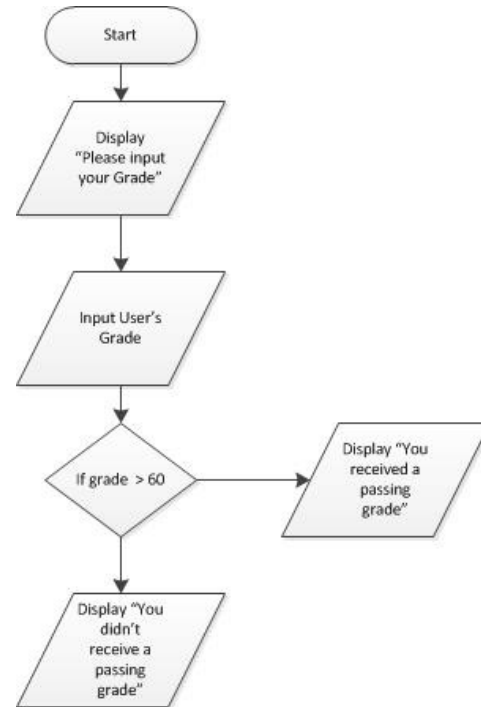 Start
Display
“Please input
your Grade”
Input User’s
Grade
If grade > 60
Display “You
received a
passing
grade”
Display “You
didn’t
receive a
passing
grade”